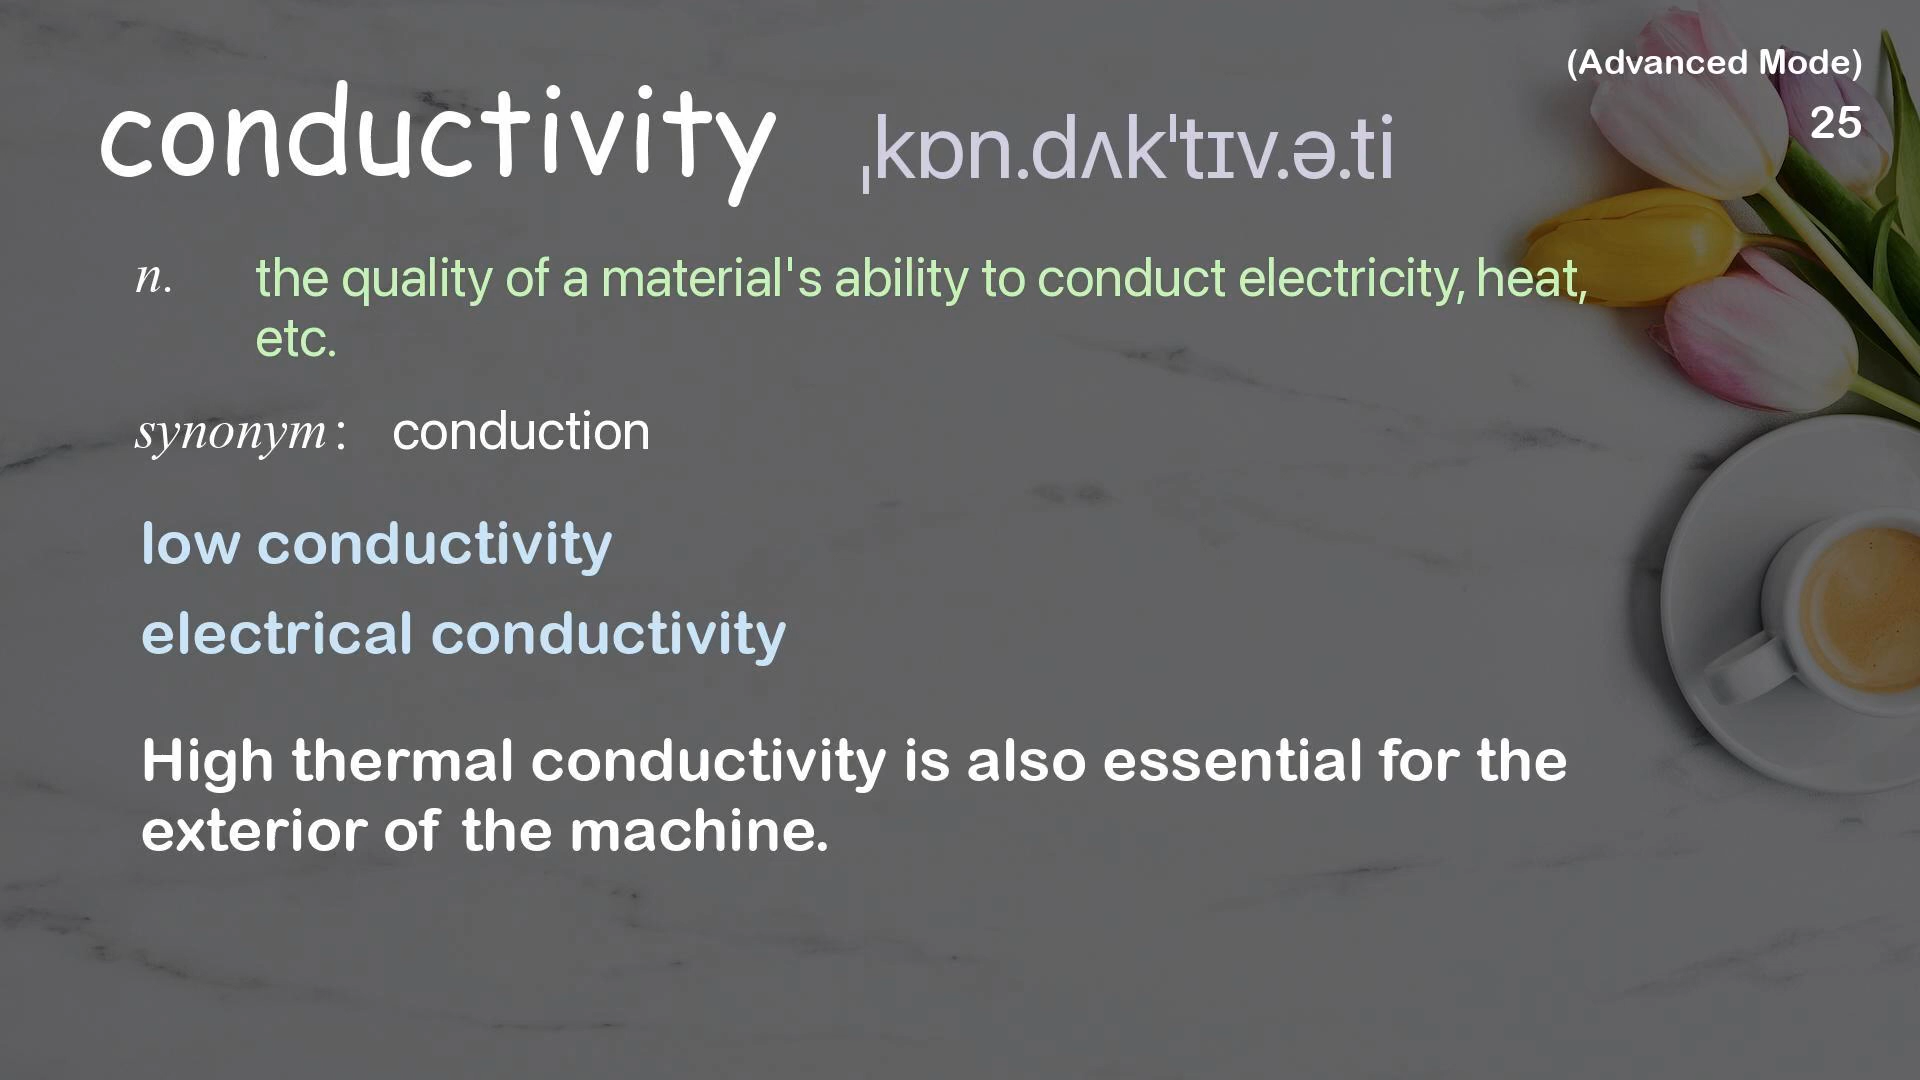 (Advanced Mode)
25
conductivity ˌkɒn.dʌkˈtɪv.ə.ti
n. the quality of a material's ability to conduct electricity, heat,
etc.
synonym: conduction
low conductivity
electrical conductivity
High thermal conductivity is also essential for the
exterior of the machine.